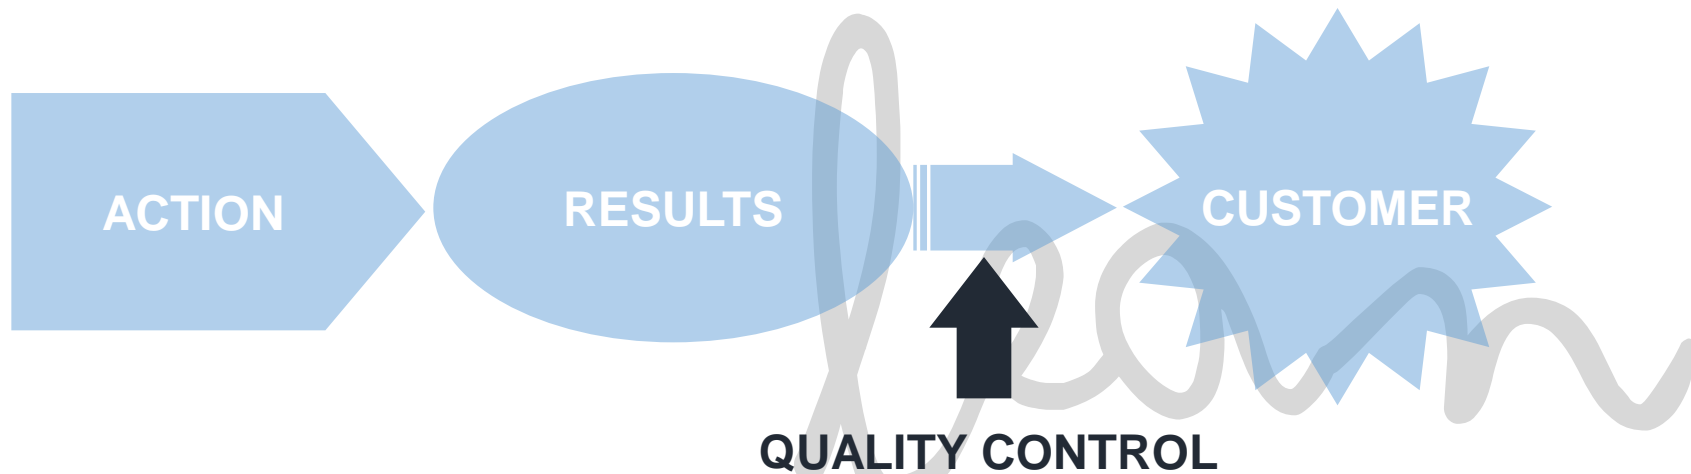 ACTION
RESULTS
CUSTOMER
QUALITY CONTROL
lean